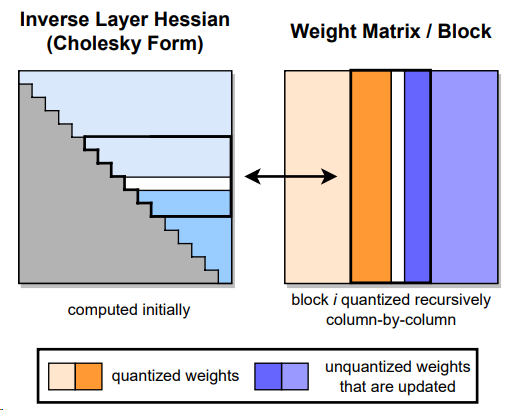 Inverse Layer Hessian
(Cholesky Form)
Weight Matrix / Block
computed initially
block i quantized recursively
column-by-column
quantized weights
unquantized weights
that are updated